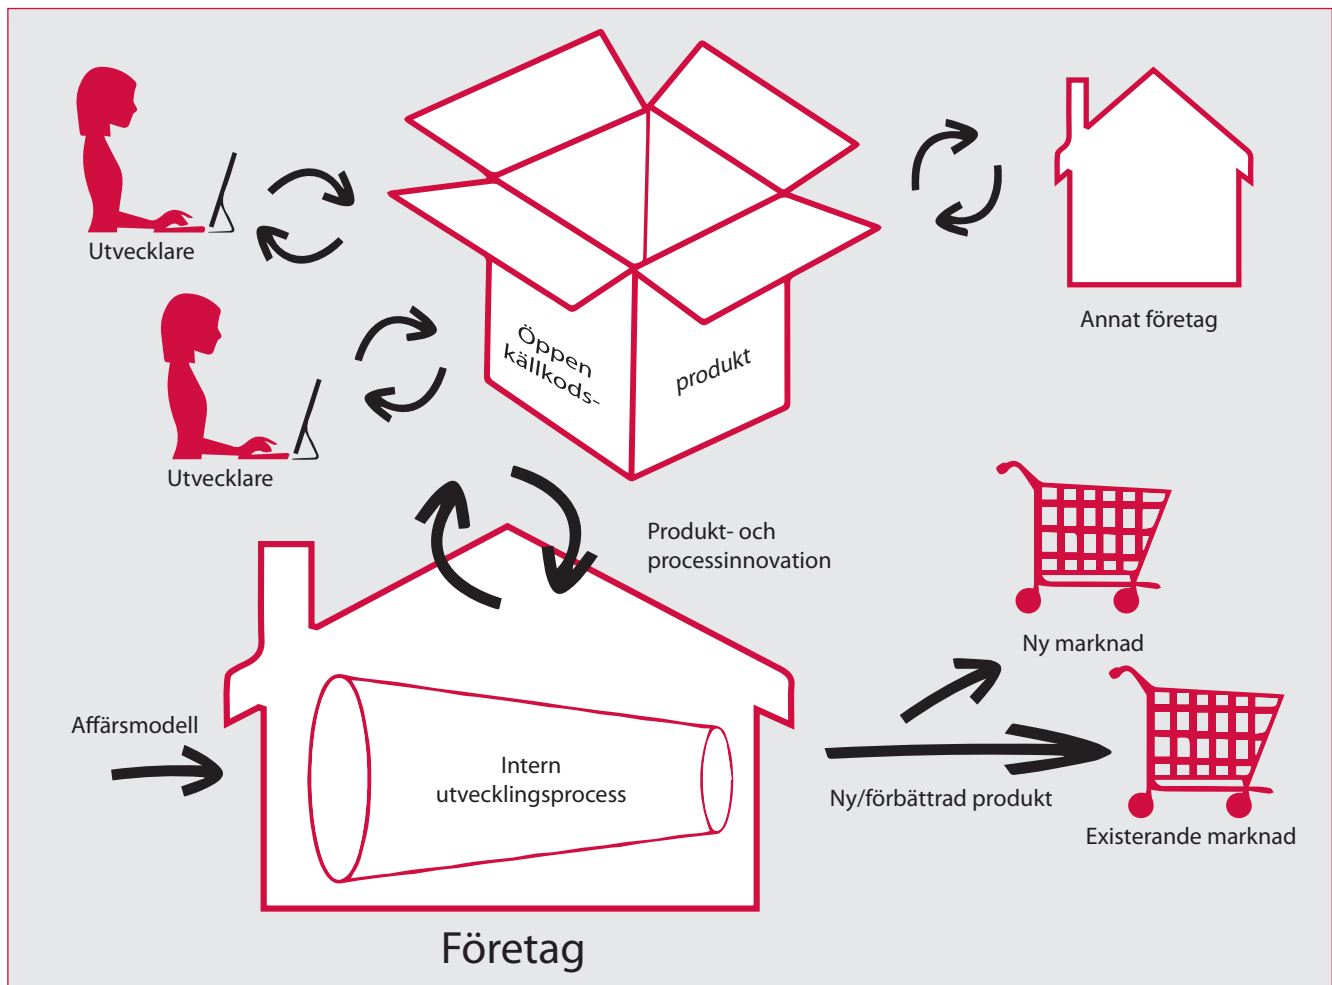 Utvecklare
Annat företag
Öppen
källkods-
produkt
Utvecklare
Produkt- och
processinnovation
Ny marknad
Affärsmodell
Intern
utvecklingsprocess
Ny/förbättrad produkt
Existerande marknad
Företag